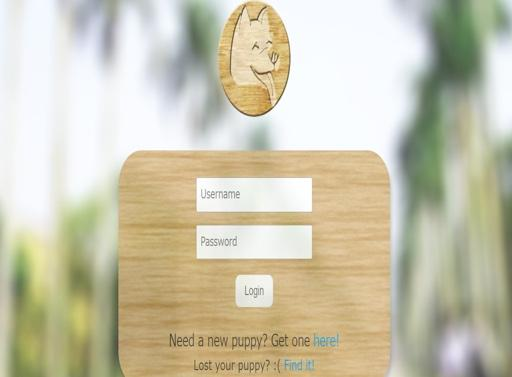 Username
Password
Login
Need a new puppy? Get one here!
Lost your puppy? :( Find it!